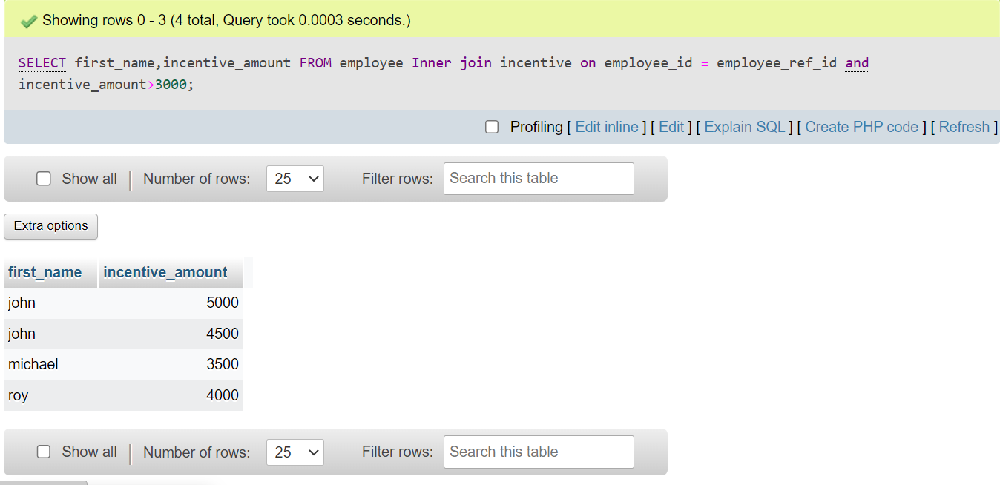 Showing rows 0 - 3 (4 total, Query took 0.0003 seconds.)
SELECT first_name,incentive_amount FROM employee Inner join incentive on employee_id = employee_ref_id and
incentive_amount>3000;
Profiling [ Edit inline ] [ Edit ] [ Explain SQL ] [ Create PHP code ] [ Refresh ]
Show all | Number of rows: 25 Filter rows: Search this table
Extra options
first_name incentive_amount
john 5000
john 4500
michael 3500
roy 4000
Show all | Number of rows: 25 Filter rows: Search this table